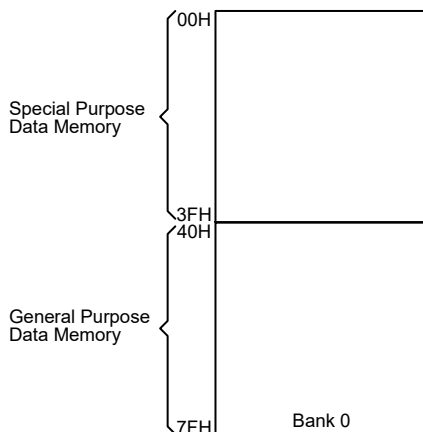 00H
Special Purpose
Data Memory
3FH
40H
General Purpose
Data Memory
7FH
Bank 0